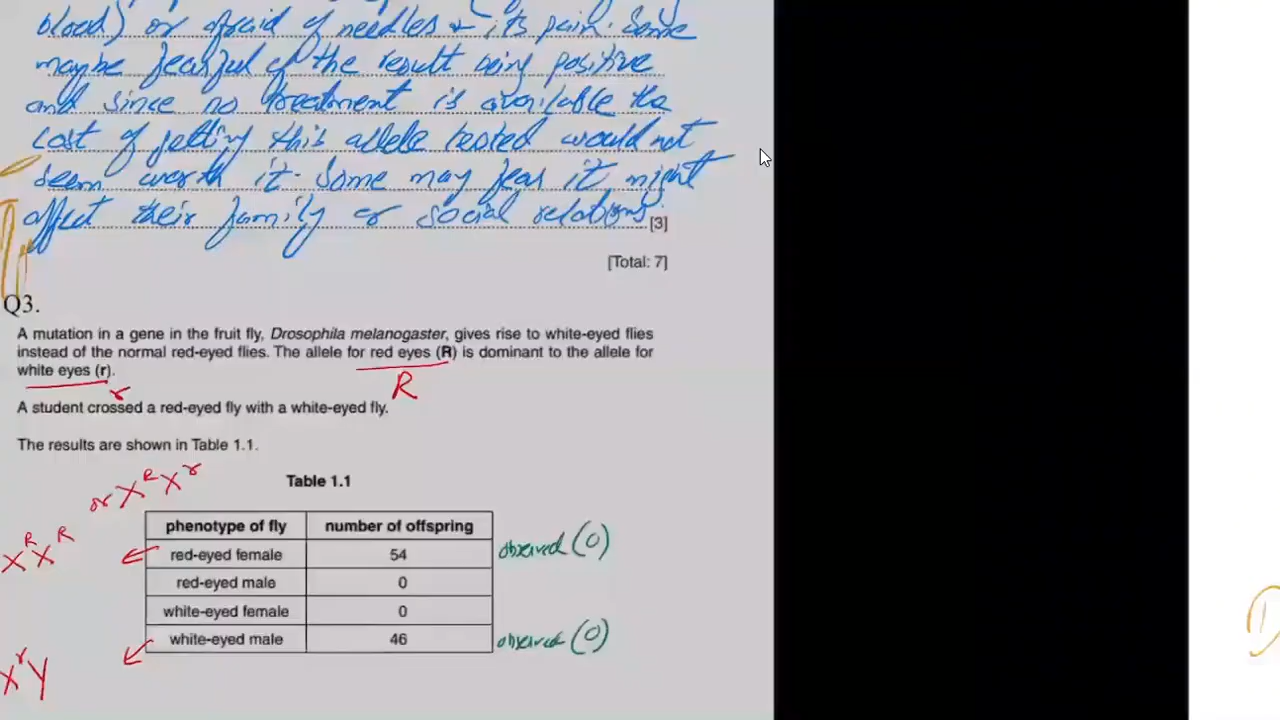 blood) or afraid of needles & its pain. Some
maybe fearful of the result being positive
and since no treatment is available the
cost of getting this allele tested would not
seem worth it. Some may fear it might
affect their family or social relations.
[3]
[Total: 7]
Q3.
A mutation in a gene in the fruit fly, Drosophila melanogaster, gives rise to white-eyed flies
instead of the normal red-eyed flies. The allele for red eyes (R) is dominant to the allele for
white eyes (r).
r
R
A student crossed a red-eyed fly with a white-eyed fly.
The results are shown in Table 1.1.
or X^R X^r
Table 1.1
phenotype of fly number of offspring
X^R X^R
red-eyed female 54 observed (O)
red-eyed male 0
white-eyed female 0
white-eyed male 46 observed (O)
X^r Y